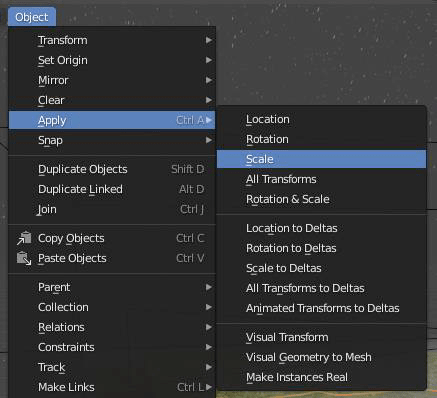 Object
Transform
Set Origin
Mirror
Clear
Apply Ctrl A
Snap
Duplicate Objects Shift D
Duplicate Linked Alt D
Join Ctrl J
Copy Objects Ctrl C
Paste Objects Ctrl V
Parent
Collection
Relations
Constraints
Track
Make Links Ctrl L
Location
Rotation
Scale
All Transforms
Rotation & Scale
Location to Deltas
Rotation to Deltas
Scale to Deltas
All Transforms to Deltas
Animated Transforms to Deltas
Visual Transform
Visual Geometry to Mesh
Make Instances Real